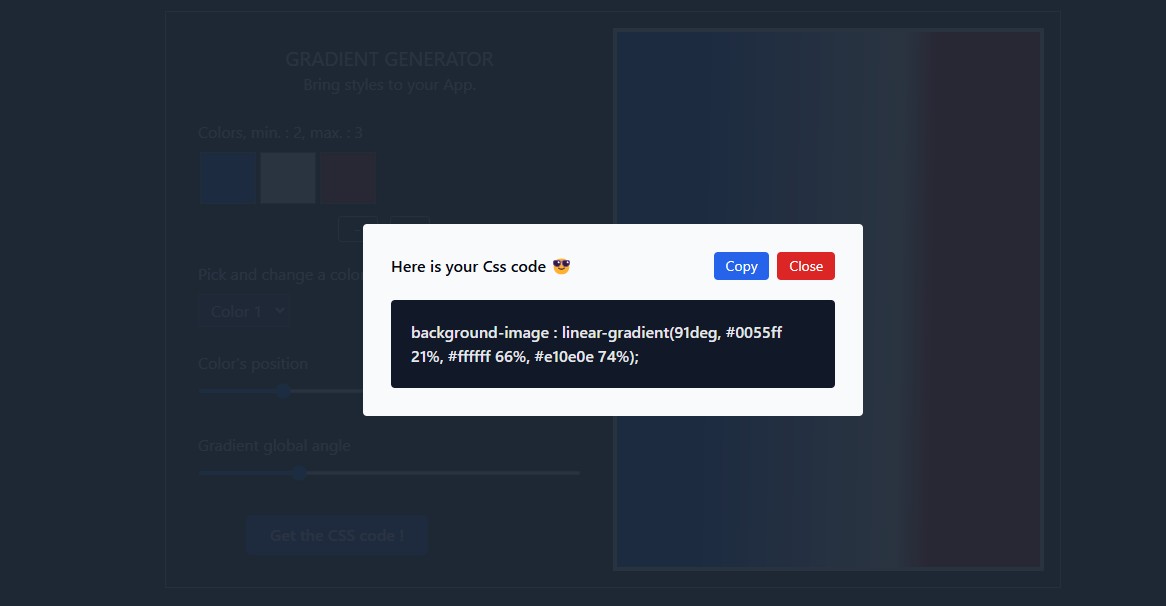 GRADIENT GENERATOR
Bring styles to your App.
Colors, min. : 2, max. : 3
Pick and change a color
Color 1
Color's position
Gradient global angle
Get the CSS code !
Here is your Css code 😎
Copy
Close
background-image : linear-gradient(91deg, #0055ff
21%, #ffffff 66%, #e10e0e 74%);